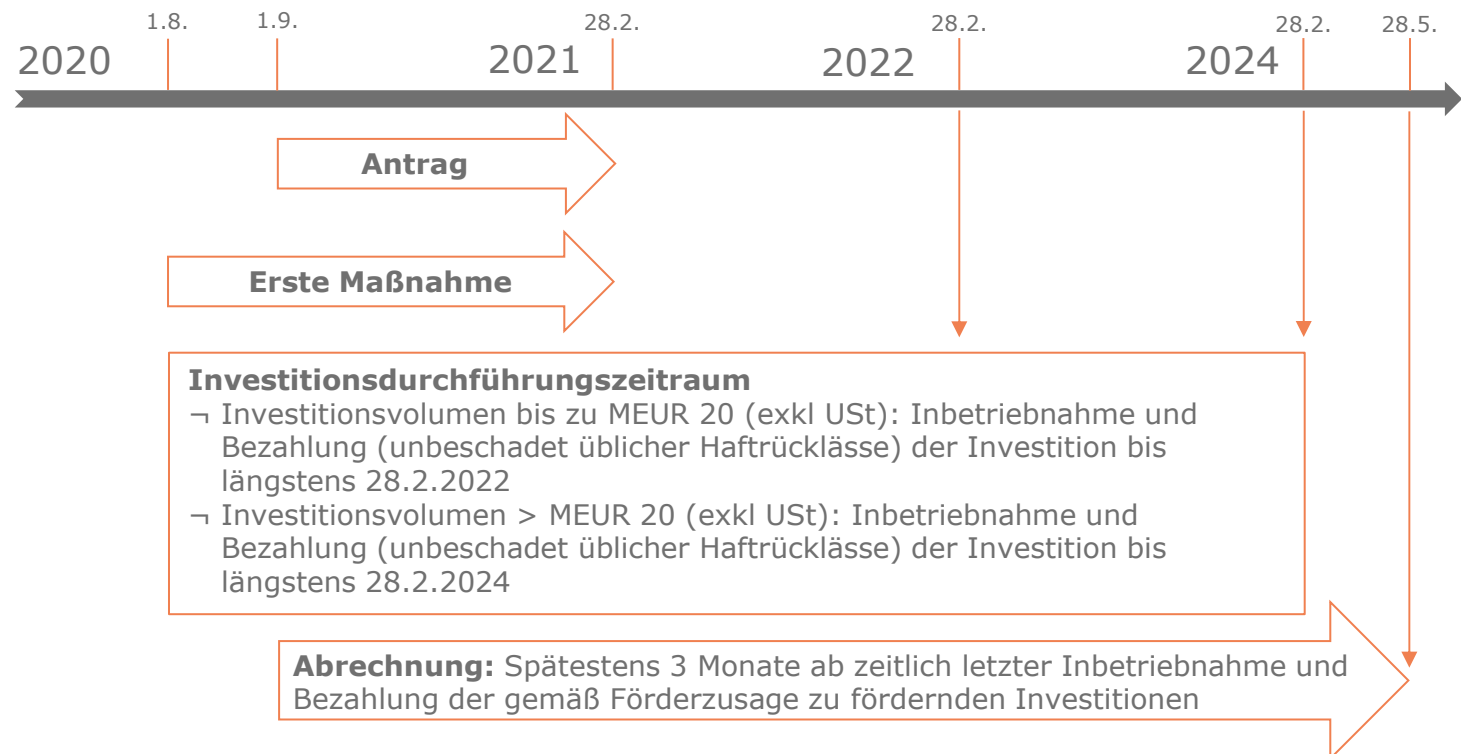 1.8. 1.9. 28.2. 28.2. 28.2. 28.5.
2020 2021 2022 2024
Antrag
Erste Maßnahme
Investitionsdurchführungszeitraum
¬ Investitionsvolumen bis zu MEUR 20 (exkl USt): Inbetriebnahme und
Bezahlung (unbeschadet üblicher Haftrücklässe) der Investition bis
längstens 28.2.2022
¬ Investitionsvolumen > MEUR 20 (exkl USt): Inbetriebnahme und
Bezahlung (unbeschadet üblicher Haftrücklässe) der Investition bis
längstens 28.2.2024
Abrechnung: Spätestens 3 Monate ab zeitlich letzter Inbetriebnahme und
Bezahlung der gemäß Förderzusage zu fördernden Investitionen